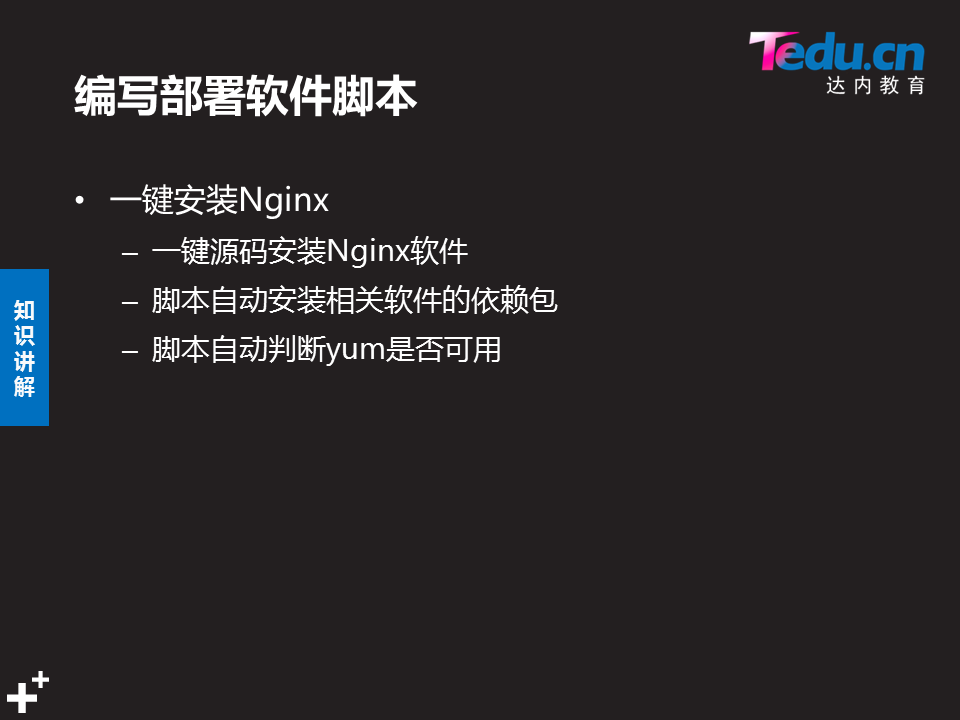 Tedu.cn
达内教育
编写部署软件脚本
• 一键安装Nginx
– 一键源码安装Nginx软件
– 脚本自动安装相关软件的依赖包
– 脚本自动判断yum是否可用
知识讲解